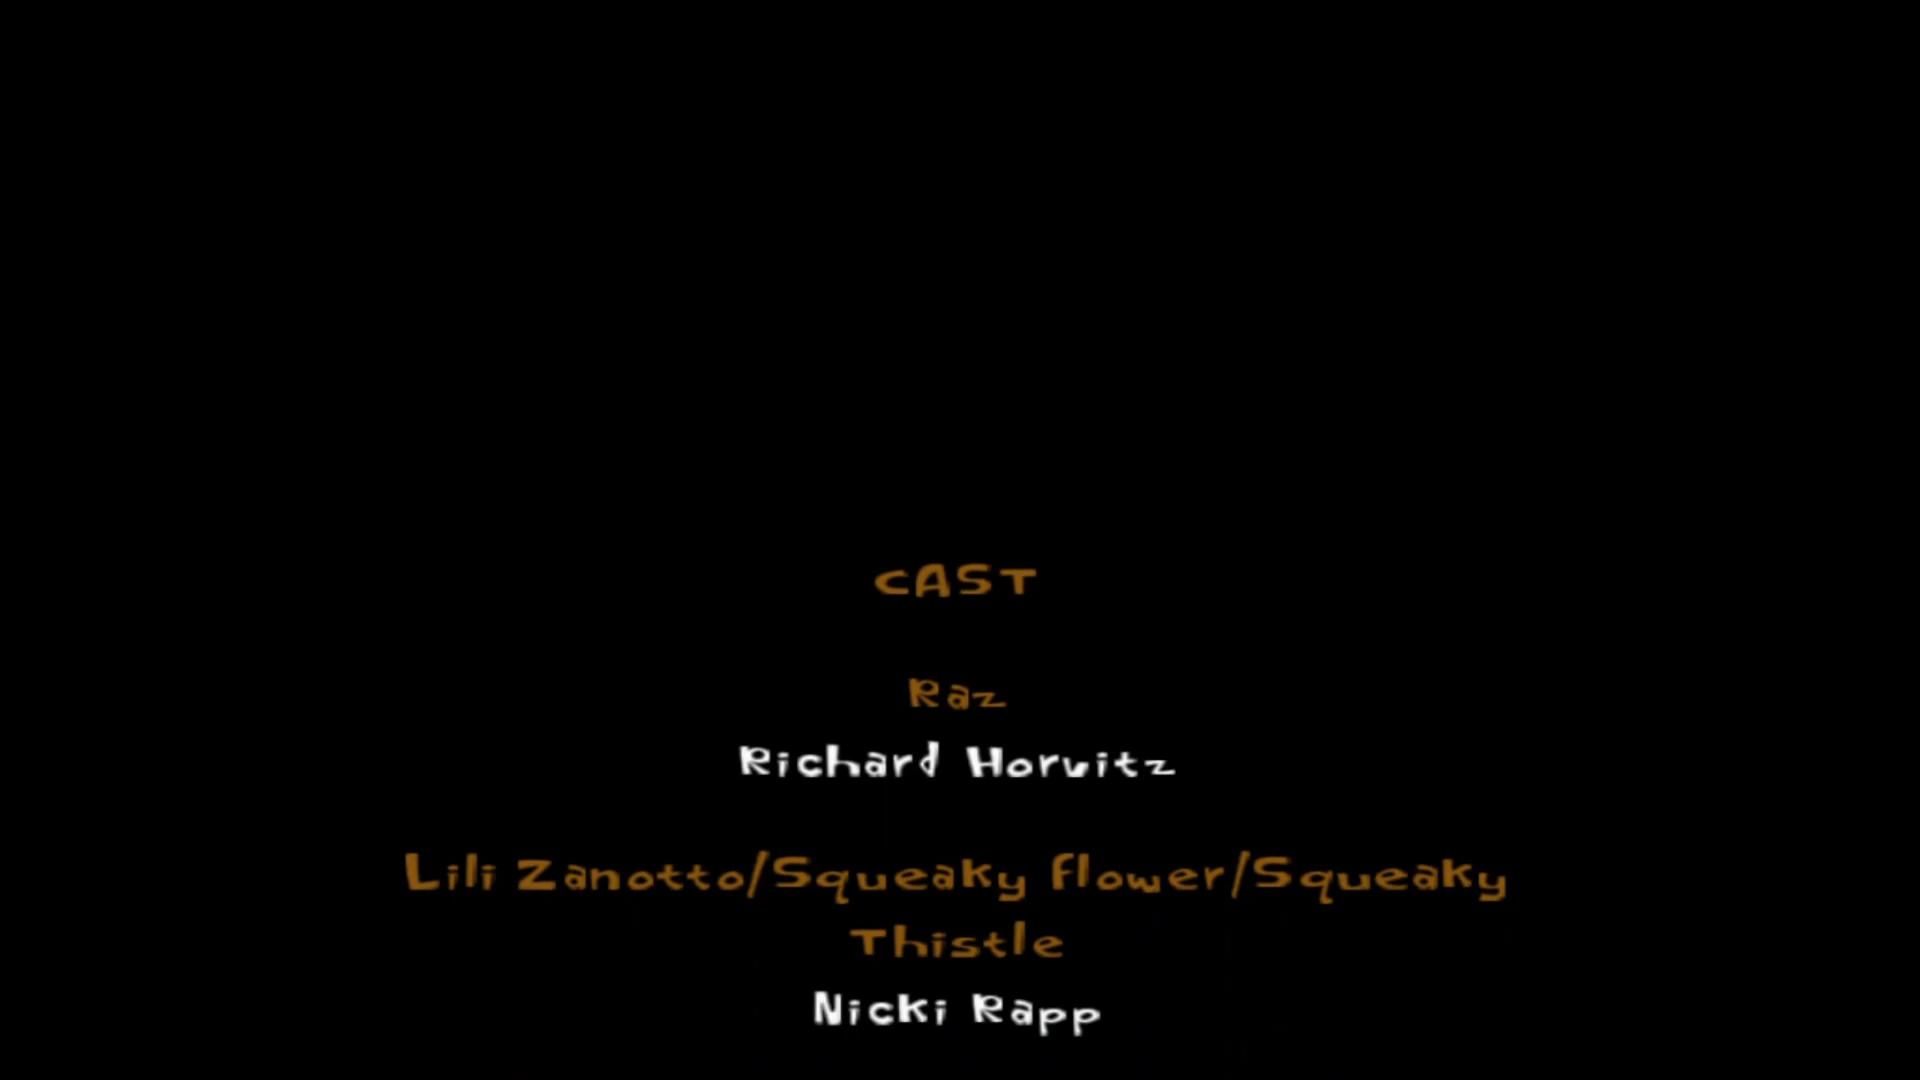 CAST
Raz
Richard Horvitz
Lili Zanotto/Squeaky Flower/Squeaky
Thistle
Nicki Rapp